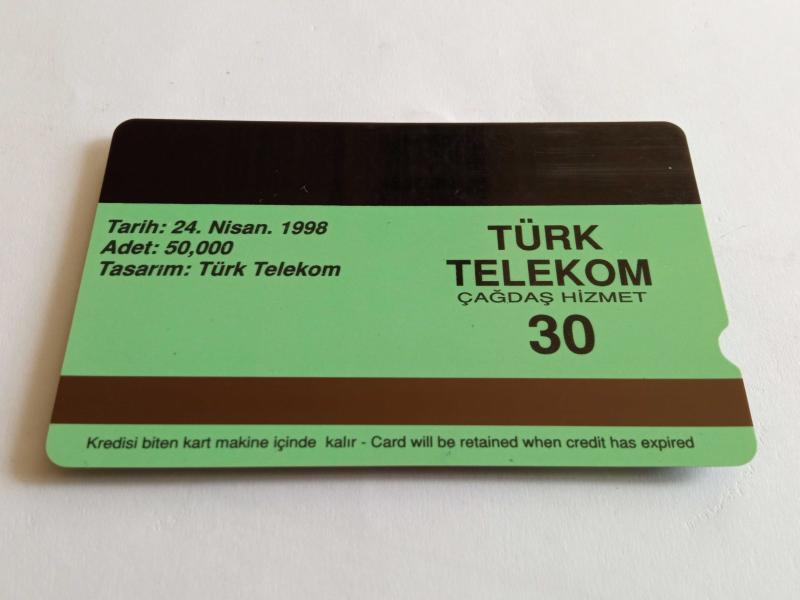 Tarih: 24. Nisan. 1998
Adet: 50,000
Tasarım: Türk Telekom
TÜRK
TELEKOM
ÇAĞDAŞ HİZMET
30
Kredisi biten kart makine içinde kalır - Card will be retained when credit has expired